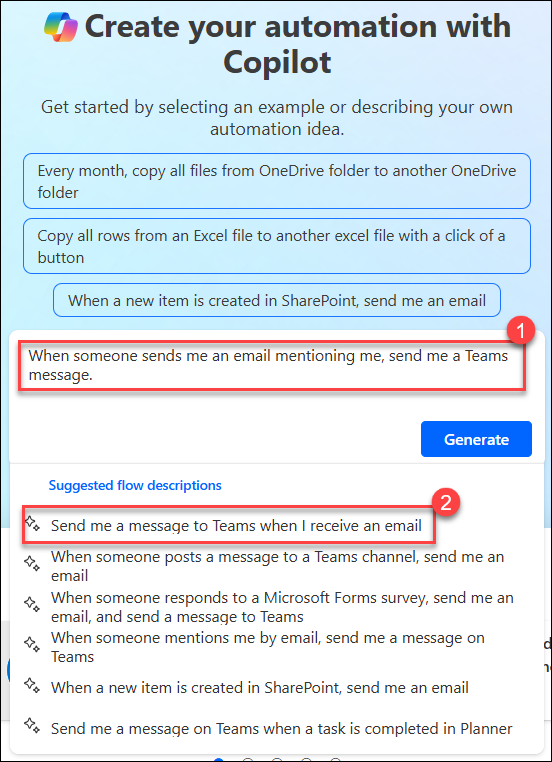 Create your automation with
Copilot
Get started by selecting an example or describing your own
automation idea.
Every month, copy all files from OneDrive folder to another OneDrive
folder
Copy all rows from an Excel file to another excel file with a click of a
button
When a new item is created in SharePoint, send me an email
1
When someone sends me an email mentioning me, send me a Teams
message.
Generate
Suggested flow descriptions
2
Send me a message to Teams when I receive an email
When someone posts a message to a Teams channel, send me an
email
When someone responds to a Microsoft Forms survey, send me an
email, and send a message to Teams
When someone mentions me by email, send me a message on
Teams
When a new item is created in SharePoint, send me an email
Send me a message on Teams when a task is completed in Planner